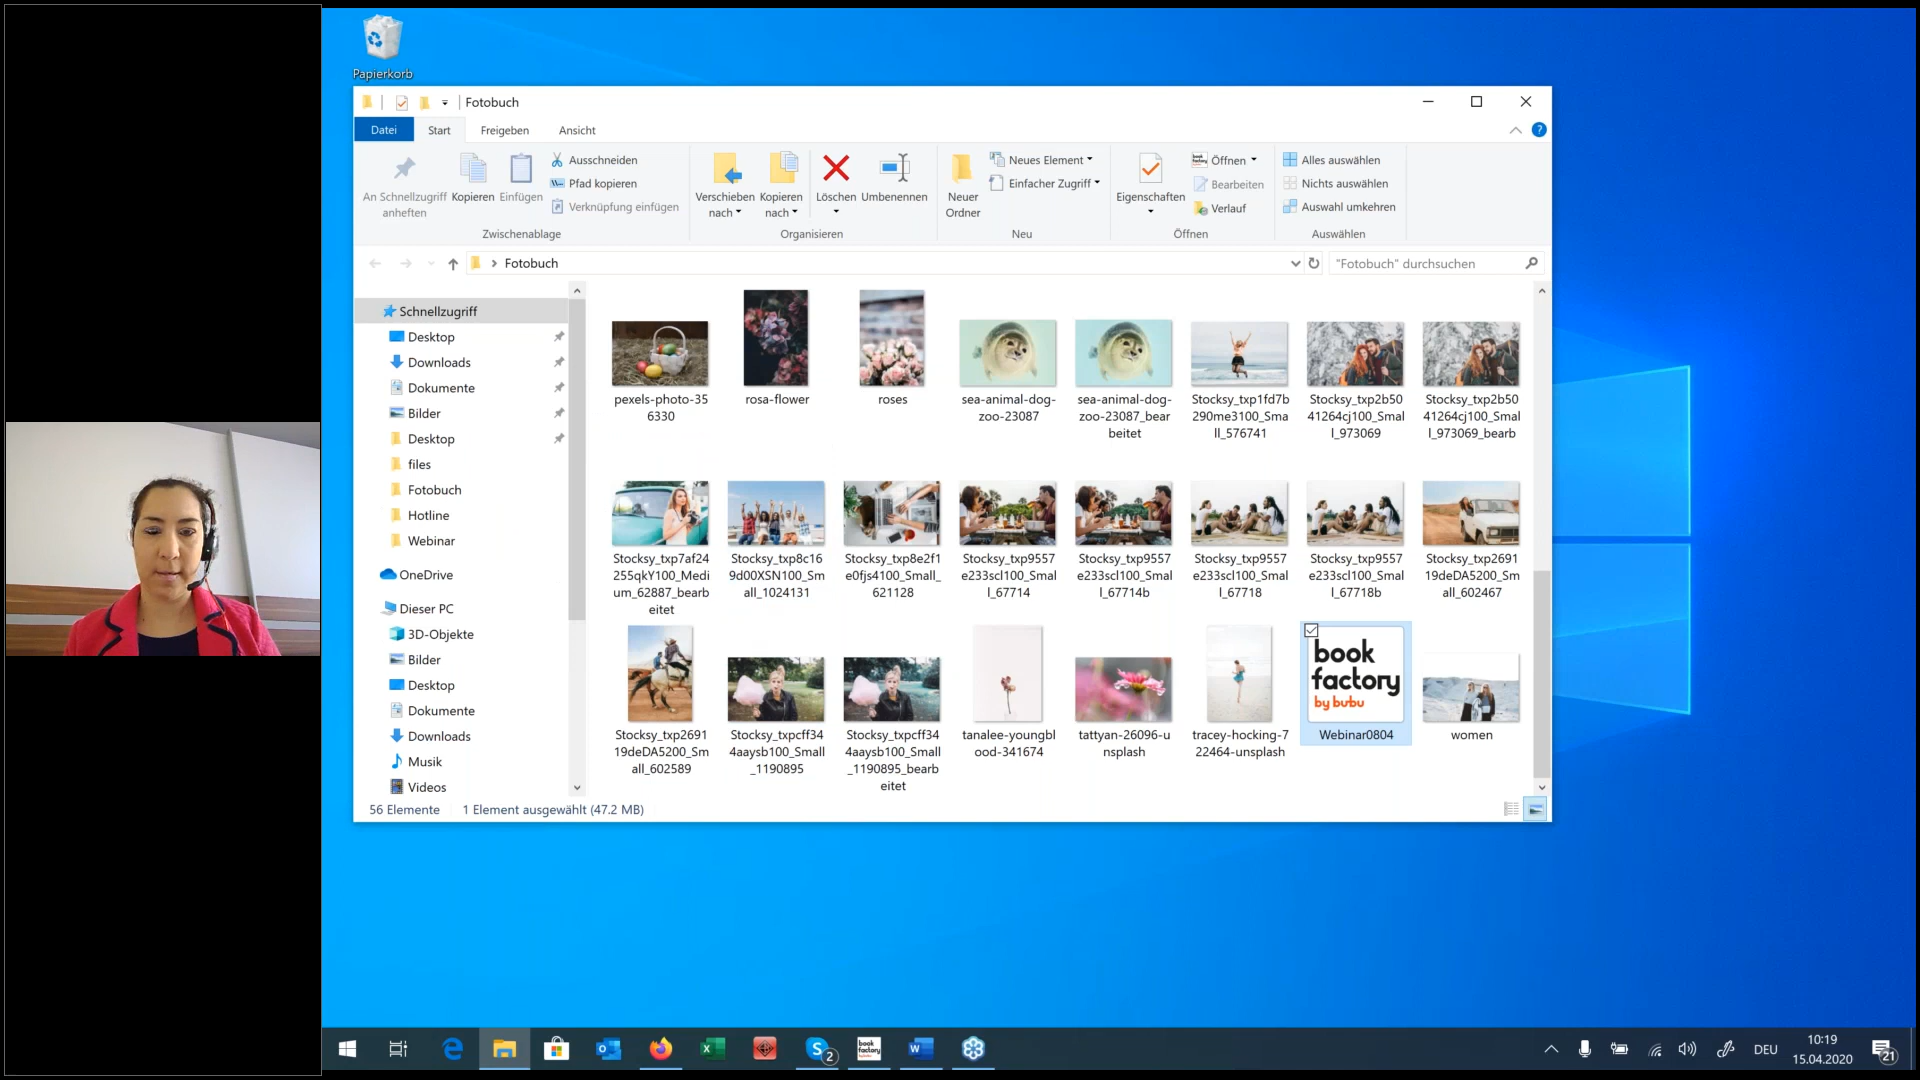 Papierkorb
Fotobuch
Datei
Start
Freigeben
Ansicht
An Schnellzugriff
anheften
Kopieren
Einfügen
Ausschneiden
Pfad kopieren
Verknüpfung einfügen
Zwischenablage
Verschieben
nach
Kopieren
nach
Löschen
Umbenennen
Organisieren
Neuer
Ordner
Neues Element
Einfacher Zugriff
Neu
Eigenschaften
Öffnen
Bearbeiten
Verlauf
Öffnen
Alles auswählen
Nichts auswählen
Auswahl umkehren
Auswählen
Fotobuch
"Fotobuch" durchsuchen
Schnellzugriff
Desktop
Downloads
Dokumente
Bilder
Desktop
files
Fotobuch
Hotline
Webinar
OneDrive
Dieser PC
3D-Objekte
Bilder
Desktop
Dokumente
Downloads
Musik
Videos
pexels-photo-35
6330
rosa-flower
roses
sea-animal-dog-
zoo-23087
sea-animal-dog-
zoo-23087_bear
beitet
Stocksy_txp1fd7b
290me3100_Sma
ll_576741
Stocksy_txp2b50
41264cj100_Smal
l_973069
Stocksy_txp2b50
41264cj100_Smal
l_973069_bearb
Stocksy_txp7af24
255qkY100_Medi
um_62887_bearb
eitet
Stocksy_txp8c16
9d00XSN100_Sm
all_1024131
Stocksy_txp8e2f1
e0fjs4100_Small_
621128
Stocksy_txp9557
e233scl100_Smal
l_67714
Stocksy_txp9557
e233scl100_Smal
l_67714b
Stocksy_txp9557
e233scl100_Smal
l_67718
Stocksy_txp9557
e233scl100_Smal
l_67718b
Stocksy_txp2691
19deDA5200_Sm
all_602467
Stocksy_txp2691
19deDA5200_Sm
all_602589
Stocksy_txpcff34
4aaysb100_Small
_1190895
Stocksy_txpcff34
4aaysb100_Small
_1190895_bearb
eitet
tanalee-youngbl
ood-341674
tattyan-26096-u
nsplash
tracey-hocking-7
22464-unsplash
book
factory
by bubu
Webinar0804
women
56 Elemente
1 Element ausgewählt (47.2 MB)
2
book
factory
DEU
10:19
15.04.2020
21